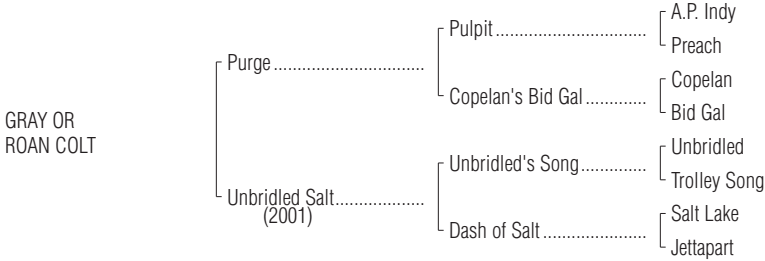 A.P. Indy
Pulpit................................
Preach
Purge................................
Copelan
Copelan's Bid Gal.............
Bid Gal
GRAY OR
ROAN COLT
Unbridled
Unbridled's Song..............
Trolley Song
Unbridled Salt...................
(2001)
Salt Lake
Dash of Salt......................
Jettapart